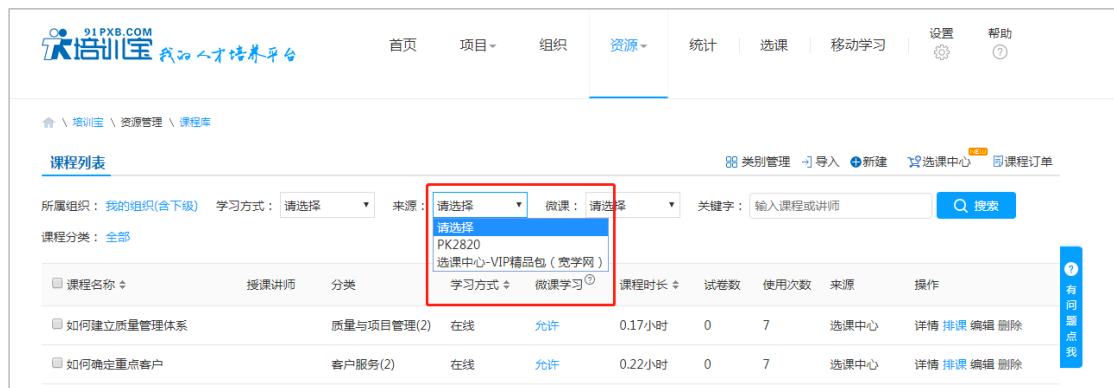 91PXB.COM
培训宝 我的人才培养平台
首页 项目 组织 资源 统计 选课 移动学习 设置 帮助
\ 培训宝 \ 资源管理 \ 课程库
课程列表 类别管理 导入 新建 选课中心 NEW 课程订单
所属组织: 我的组织(含下级) 学习方式: 请选择 来源: 请选择 微课: 请选择 关键字: 输入课程或讲师 搜索
请选择
课程分类: 全部 PK2820
选课中心-VIP精品包(宽学网)
课程名称 授课讲师 分类 学习方式 微课学习 课程时长 试卷数 使用次数 来源 操作
如何建立质量管理体系 质量与项目管理(2) 在线 允许 0.17小时 0 7 选课中心 详情 排课 编辑 删除
如何确定重点客户 客户服务(2) 在线 允许 0.22小时 0 7 选课中心 详情 排课 编辑 删除
有问题点我